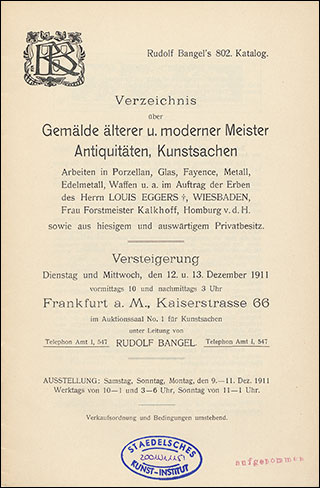 Rudolf Bangel's 802. Katalog.
Verzeichnis
über
Gemälde älterer u. moderner Meister
Antiquitäten, Kunstsachen
Arbeiten in Porzellan, Glas, Fayence, Metall,
Edelmetall, Waffen u. a. im Auftrag der Erben
des Herrn LOUIS EGGERS †, WIESBADEN,
Frau Forstmeister Kalkhoff, Homburg v. d. H.
sowie aus hiesigem und auswärtigem Privatbesitz.
Versteigerung
Dienstag und Mittwoch, den 12. u. 13. Dezember 1911
vormittags 10 und nachmittags 3 Uhr
Frankfurt a. M., Kaiserstrasse 66
im Auktionssaal No. 1 für Kunstsachen
unter Leitung von
Telephon Amt I, 547 RUDOLF BANGEL Telephon Amt I, 547
AUSSTELLUNG: Samstag, Sonntag, Montag, den 9.—11. Dez. 1911
Werktags von 10—1 und 3—6 Uhr, Sonntag von 11—1 Uhr.
Verkaufsordnung und Bedingungen umstehend.
STAEDELSCHES
KUNST-INSTITUT
aufgenommen